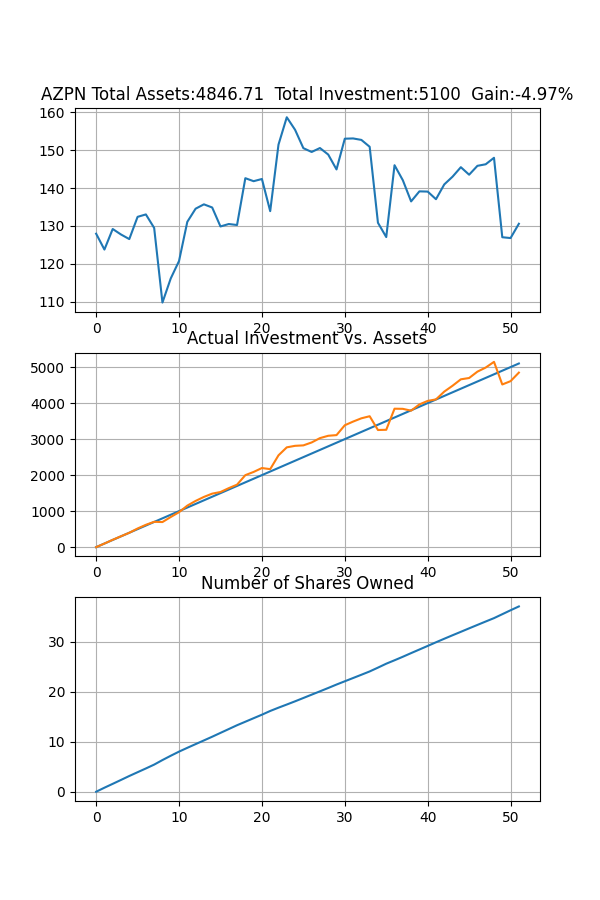 AZPN Total Assets:4846.71  Total Investment:5100  Gain:-4.97%
160
150
140
130
120
110
0 10 20 30 40 50
Actual Investment vs. Assets
5000
4000
3000
2000
1000
0
0 10 20 30 40 50
Number of Shares Owned
30
20
10
0
0 10 20 30 40 50